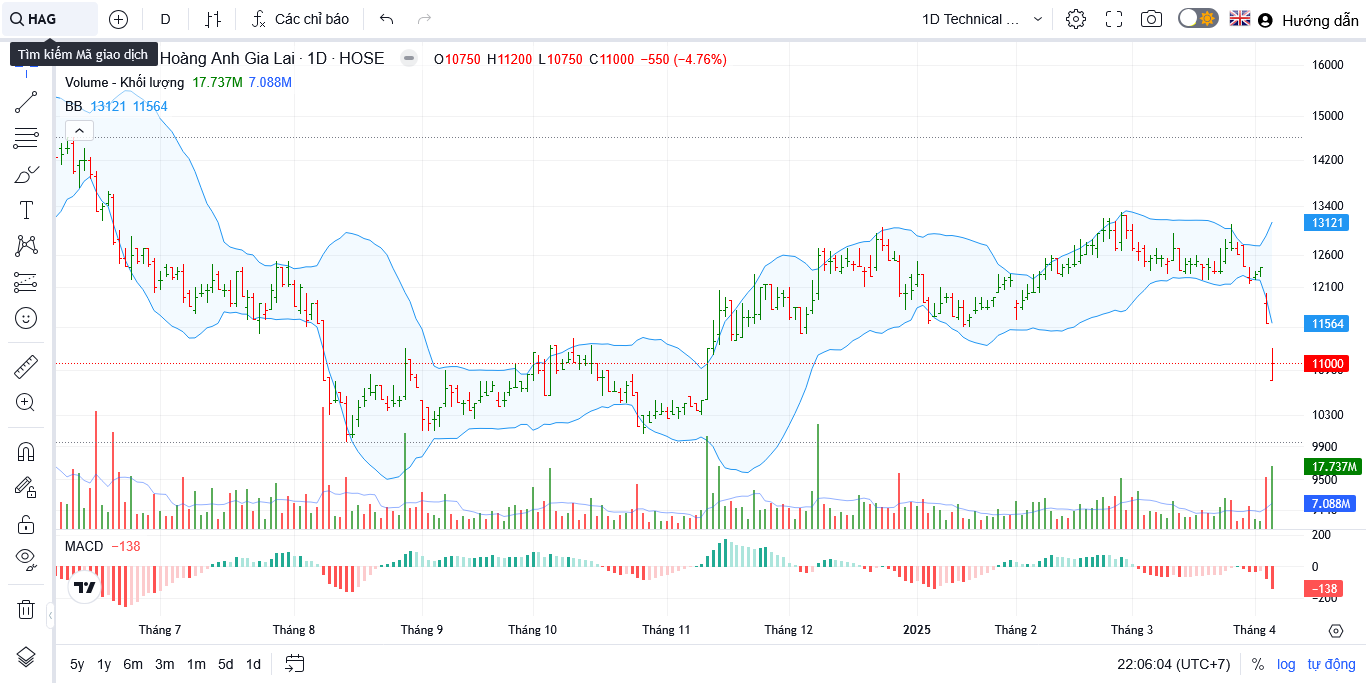 HAG D Các chỉ báo 1D Technical ... Hướng dẫn
Tìm kiếm Mã giao dịch
Hoàng Anh Gia Lai · 1D · HOSE O10750 H11200 L10750 C11000 −550 (−4.76%)
Volume - Khối lượng 17.737M 7.088M
BB 13121 11564
16000
15000
14200
13400
13121
12600
12100
11564
11000
10300
9900
17.737M
9500
7.088M
MACD −138
200
0
−138
−200
Tháng 7 Tháng 8 Tháng 9 Tháng 10 Tháng 11 Tháng 12 2025 Tháng 2 Tháng 3 Tháng 4
5y 1y 6m 3m 1m 5d 1d 22:06:04 (UTC+7) % log tự động